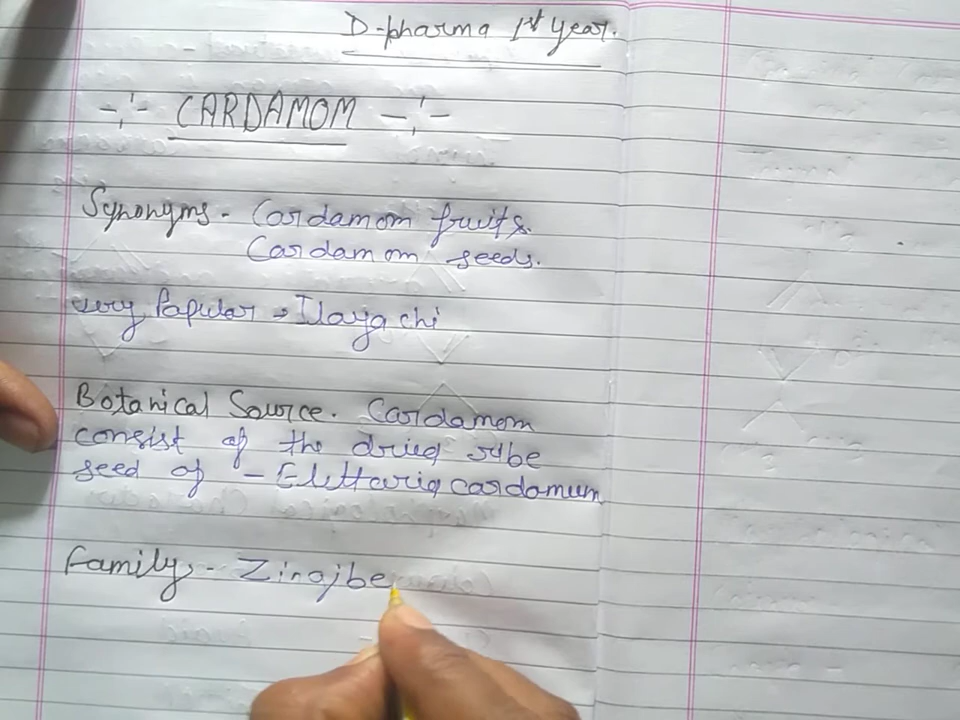 D-pharma 1st year.
-:- CARDAMOM -:-
Synonyms - Cardamom fruits.
Cardamom seeds.
very Papular → Ilayachi
Botanical Source. Cardamom
consist of the dried ribe
seed of - Elettaria cardamum
Family, - Zinajbe